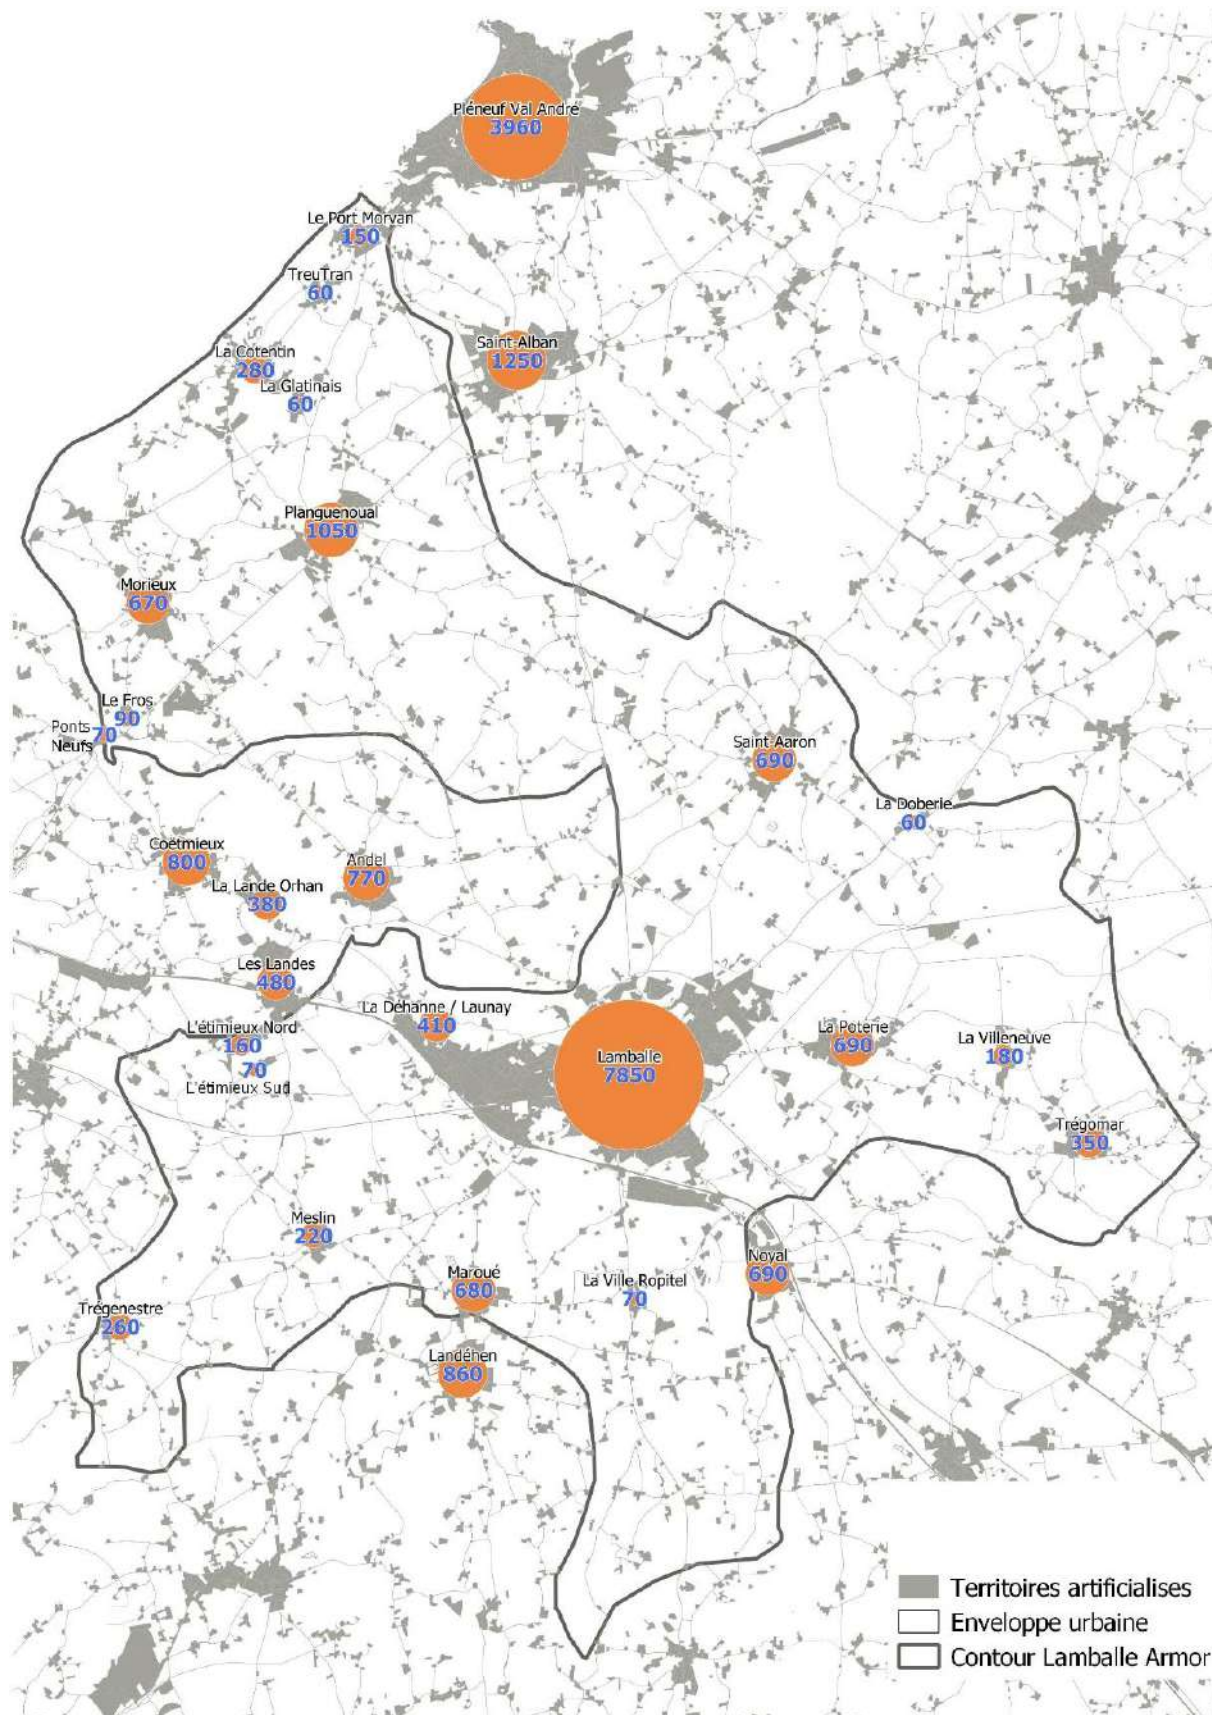 Pléneuf Val André
3960
Le Port Morvan
150
TreuTran
60
Saint-Alban
1250
La Cotentin
280
La Glatinais
60
Planguenoual
1050
Morieux
670
Le Fros
90
Ponts
Neufs
70
Saint-Aaron
690
La Doberie
60
Coëtmieux
800
Andel
770
La Lande Orhan
380
Les Landes
480
La Déhanne / Launay
410
L'étimieux Nord
160
70
L'étimieux Sud
Lamballe
7850
La Poterie
690
La Villeneuve
180
Trégomar
350
Meslin
220
Maroué
680
La Ville Ropitel
70
Noyal
690
Trégenestre
260
Landéhen
860
Territoires artificialises
Enveloppe urbaine
Contour Lamballe Armor